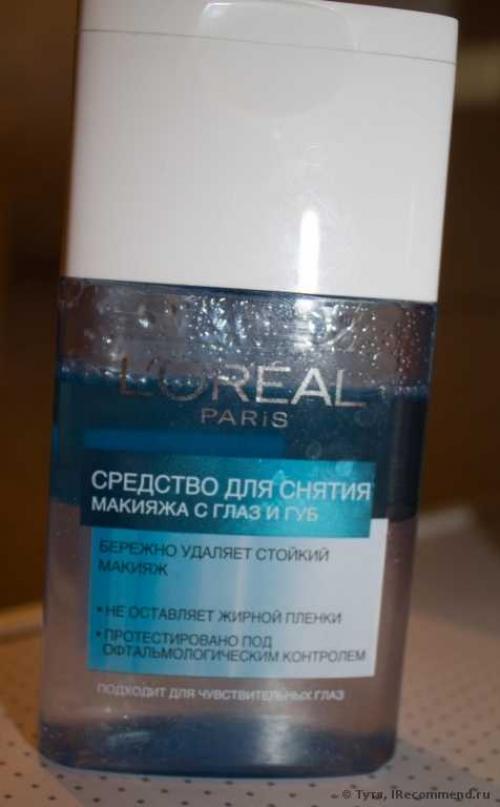 L'ORÉAL
PARIS
СРЕДСТВО ДЛЯ СНЯТИЯ
МАКИЯЖА С ГЛАЗ И ГУБ
БЕРЕЖНО УДАЛЯЕТ СТОЙКИЙ
МАКИЯЖ
• НЕ ОСТАВЛЯЕТ ЖИРНОЙ ПЛЕНКИ
• ПРОТЕСТИРОВАНО ПОД
ОФТАЛЬМОЛОГИЧЕСКИМ КОНТРОЛЕМ
ПОДХОДИТ ДЛЯ ЧУВСТВИТЕЛЬНЫХ ГЛАЗ
© Тута, IRecommend.ru